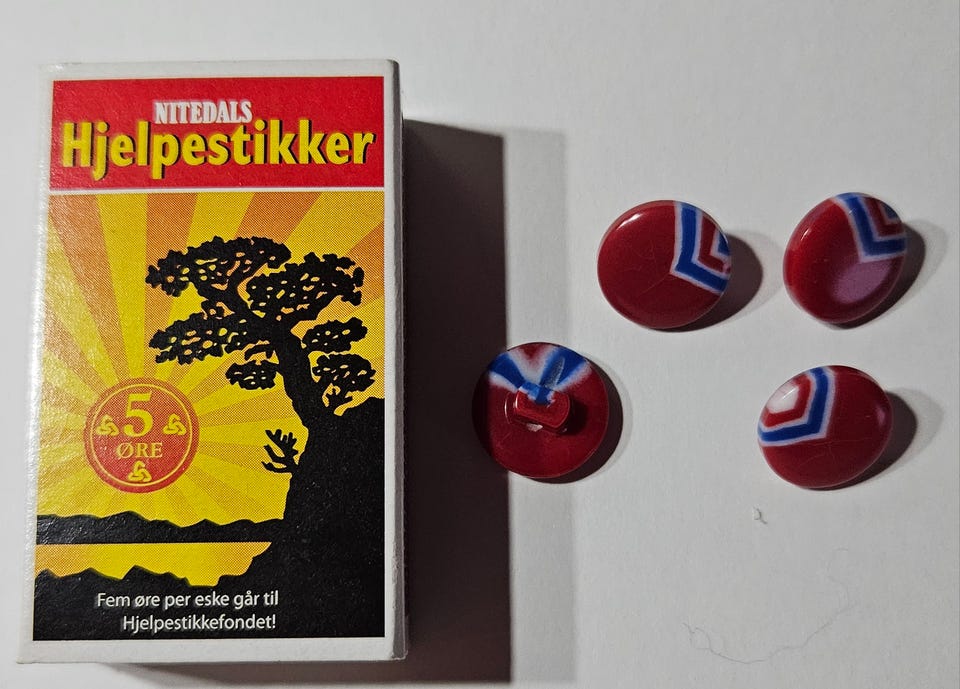 NITEDALS
Hjelpestikker
5
ØRE
Fem øre per eske går til
Hjelpestikkefondet!